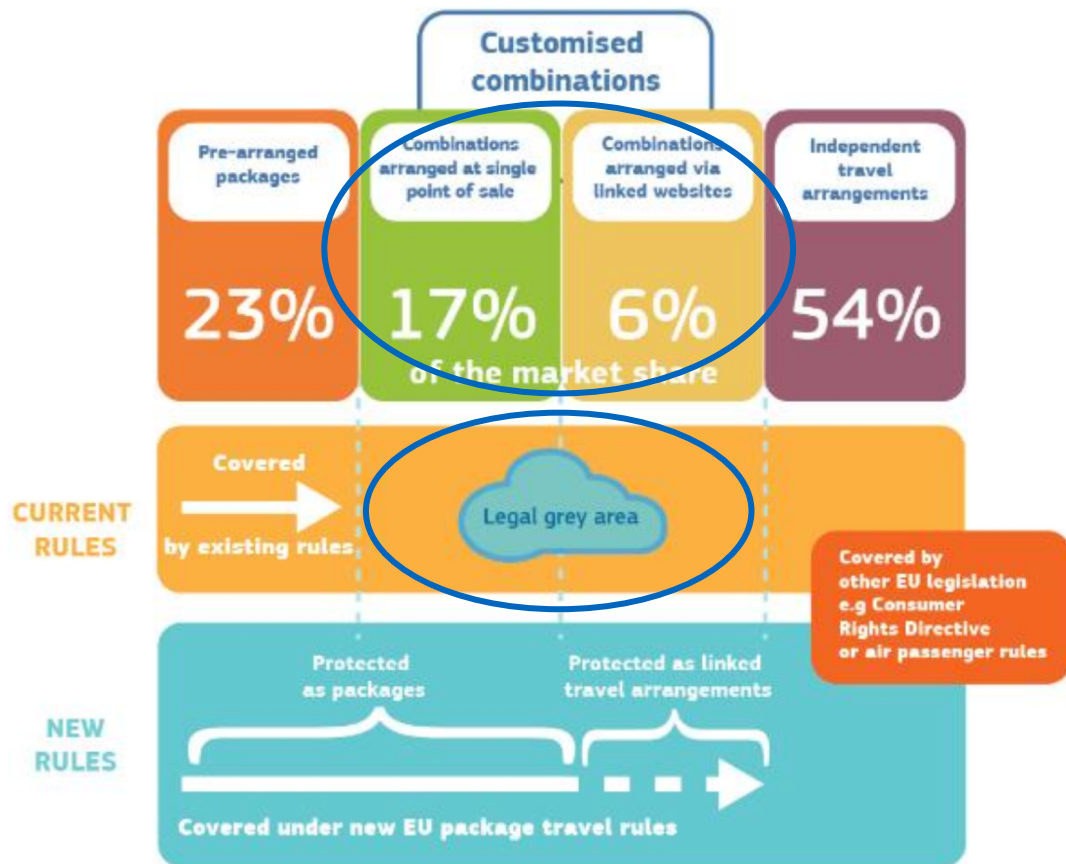 Customised
combinations
Pre-arranged
packages
Combinations
arranged at single
point of sale
Combinations
arranged via
linked websites
Independent
travel
arrangements
23%
17%
6%
54%
of the market share
CURRENT
RULES
Covered
by existing rules
Legal grey area
Covered by
other EU legislation
e.g Consumer
Rights Directive
or air passenger rules
NEW
RULES
Protected
as packages
Protected as linked
travel arrangements
Covered under new EU package travel rules